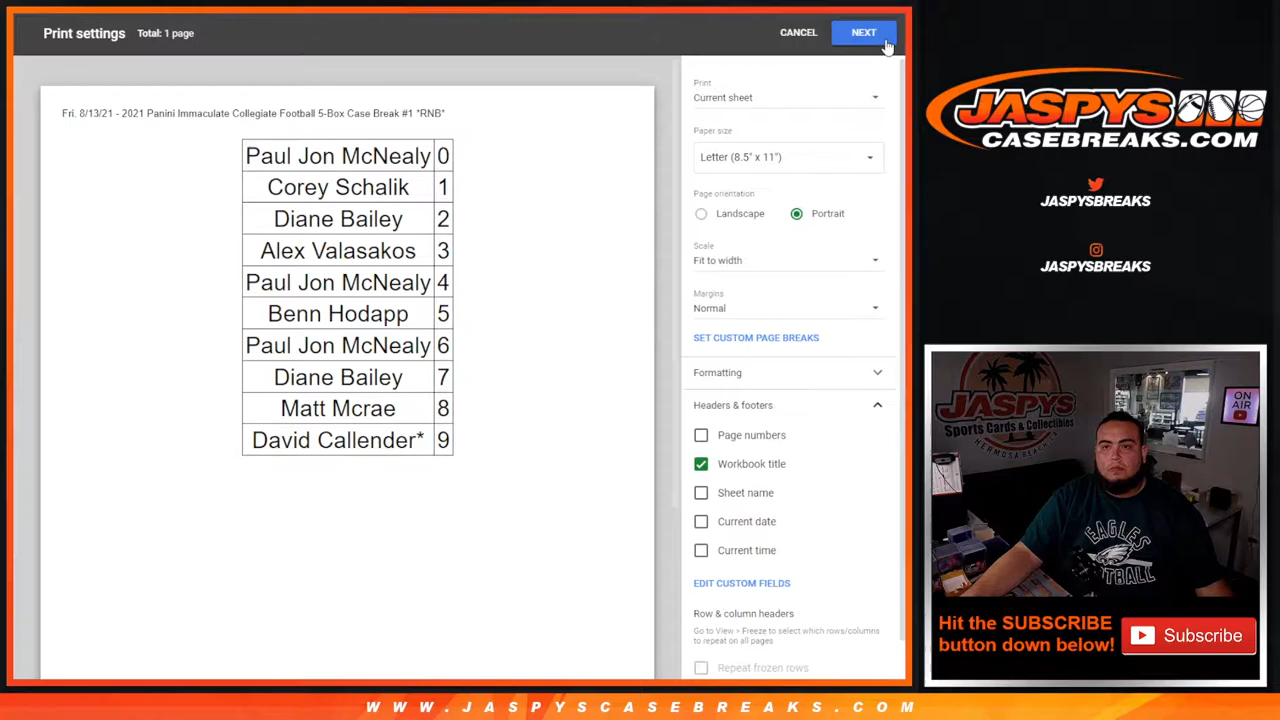 Print settings Total: 1 page
CANCEL NEXT
Fri. 8/13/21 - 2021 Panini Immaculate Collegiate Football 5-Box Case Break #1 *RNB*
Paul Jon McNealy 0
Corey Schalik 1
Diane Bailey 2
Alex Valasakos 3
Paul Jon McNealy 4
Benn Hodapp 5
Paul Jon McNealy 6
Diane Bailey 7
Matt Mcrae 8
David Callender* 9
Print
Current sheet
Paper size
Letter (8.5" x 11")
Page orientation
Landscape Portrait
Scale
Fit to width
Margins
Normal
SET CUSTOM PAGE BREAKS
Formatting
Headers & footers
Page numbers
Workbook title
Sheet name
Current date
Current time
EDIT CUSTOM FIELDS
Row & column headers
Go to View > Freeze to select which rows/columns
to repeat on all pages
Repeat frozen rows
JASPYS
CASEBREAKS.COM
JASPYSBREAKS
JASPYSBREAKS
JASPYS
Sports Cards & Collectibles
HERMOSA BEACH
ON
AIR
EAGLES
FOOTBALL
Hit the SUBSCRIBE
button down below!
Subscribe
WWW.JASPYSCASEBREAKS.COM